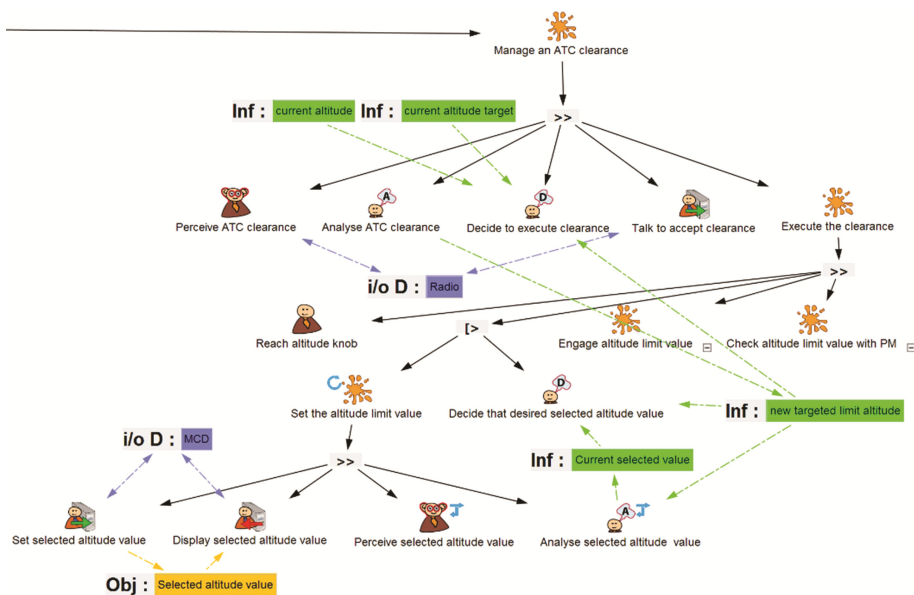 Manage an ATC clearance
Inf : current altitude Inf : current altitude target
>>
A D
Perceive ATC clearance Analyse ATC clearance Decide to execute clearance Talk to accept clearance Execute the clearance
i/o D : Radio
>>
[>
Reach altitude knob Engage altitude limit value Check altitude limit value with PM
D
Set the altitude limit value Decide that desired selected altitude value Inf : new targeted limit altitude
i/o D : MCD
>> Inf : Current selected value
A
Set selected altitude value Display selected altitude value Perceive selected altitude value Analyse selected altitude value
Obj : Selected altitude value